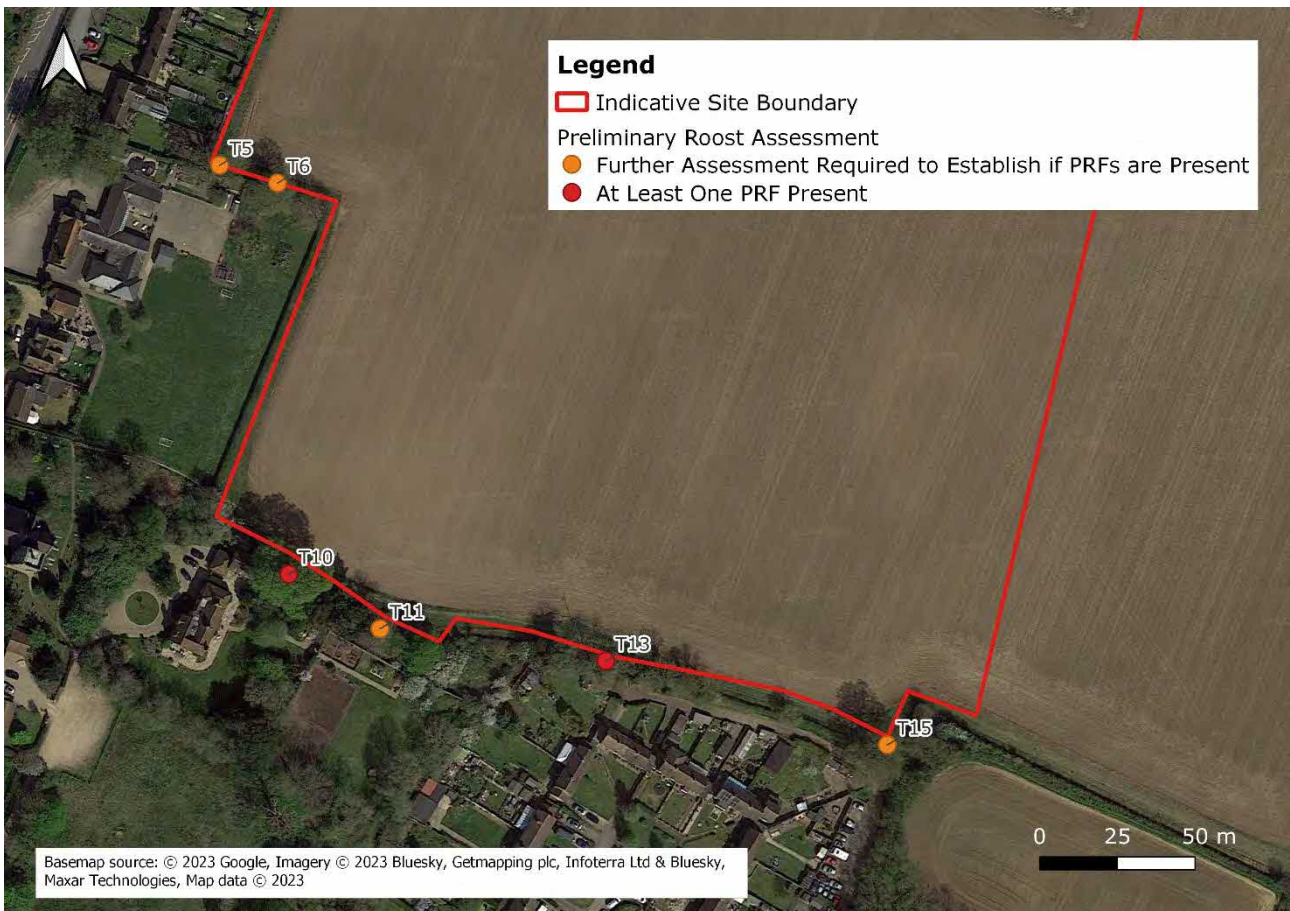 Legend
Indicative Site Boundary
Preliminary Roost Assessment
Further Assessment Required to Establish if PRFs are Present
At Least One PRF Present
T5
T6
T10
T11
T13
T15
0 25 50 m
Basemap source: © 2023 Google, Imagery © 2023 Bluesky, Getmapping plc, Infoterra Ltd & Bluesky,
Maxar Technologies, Map data © 2023